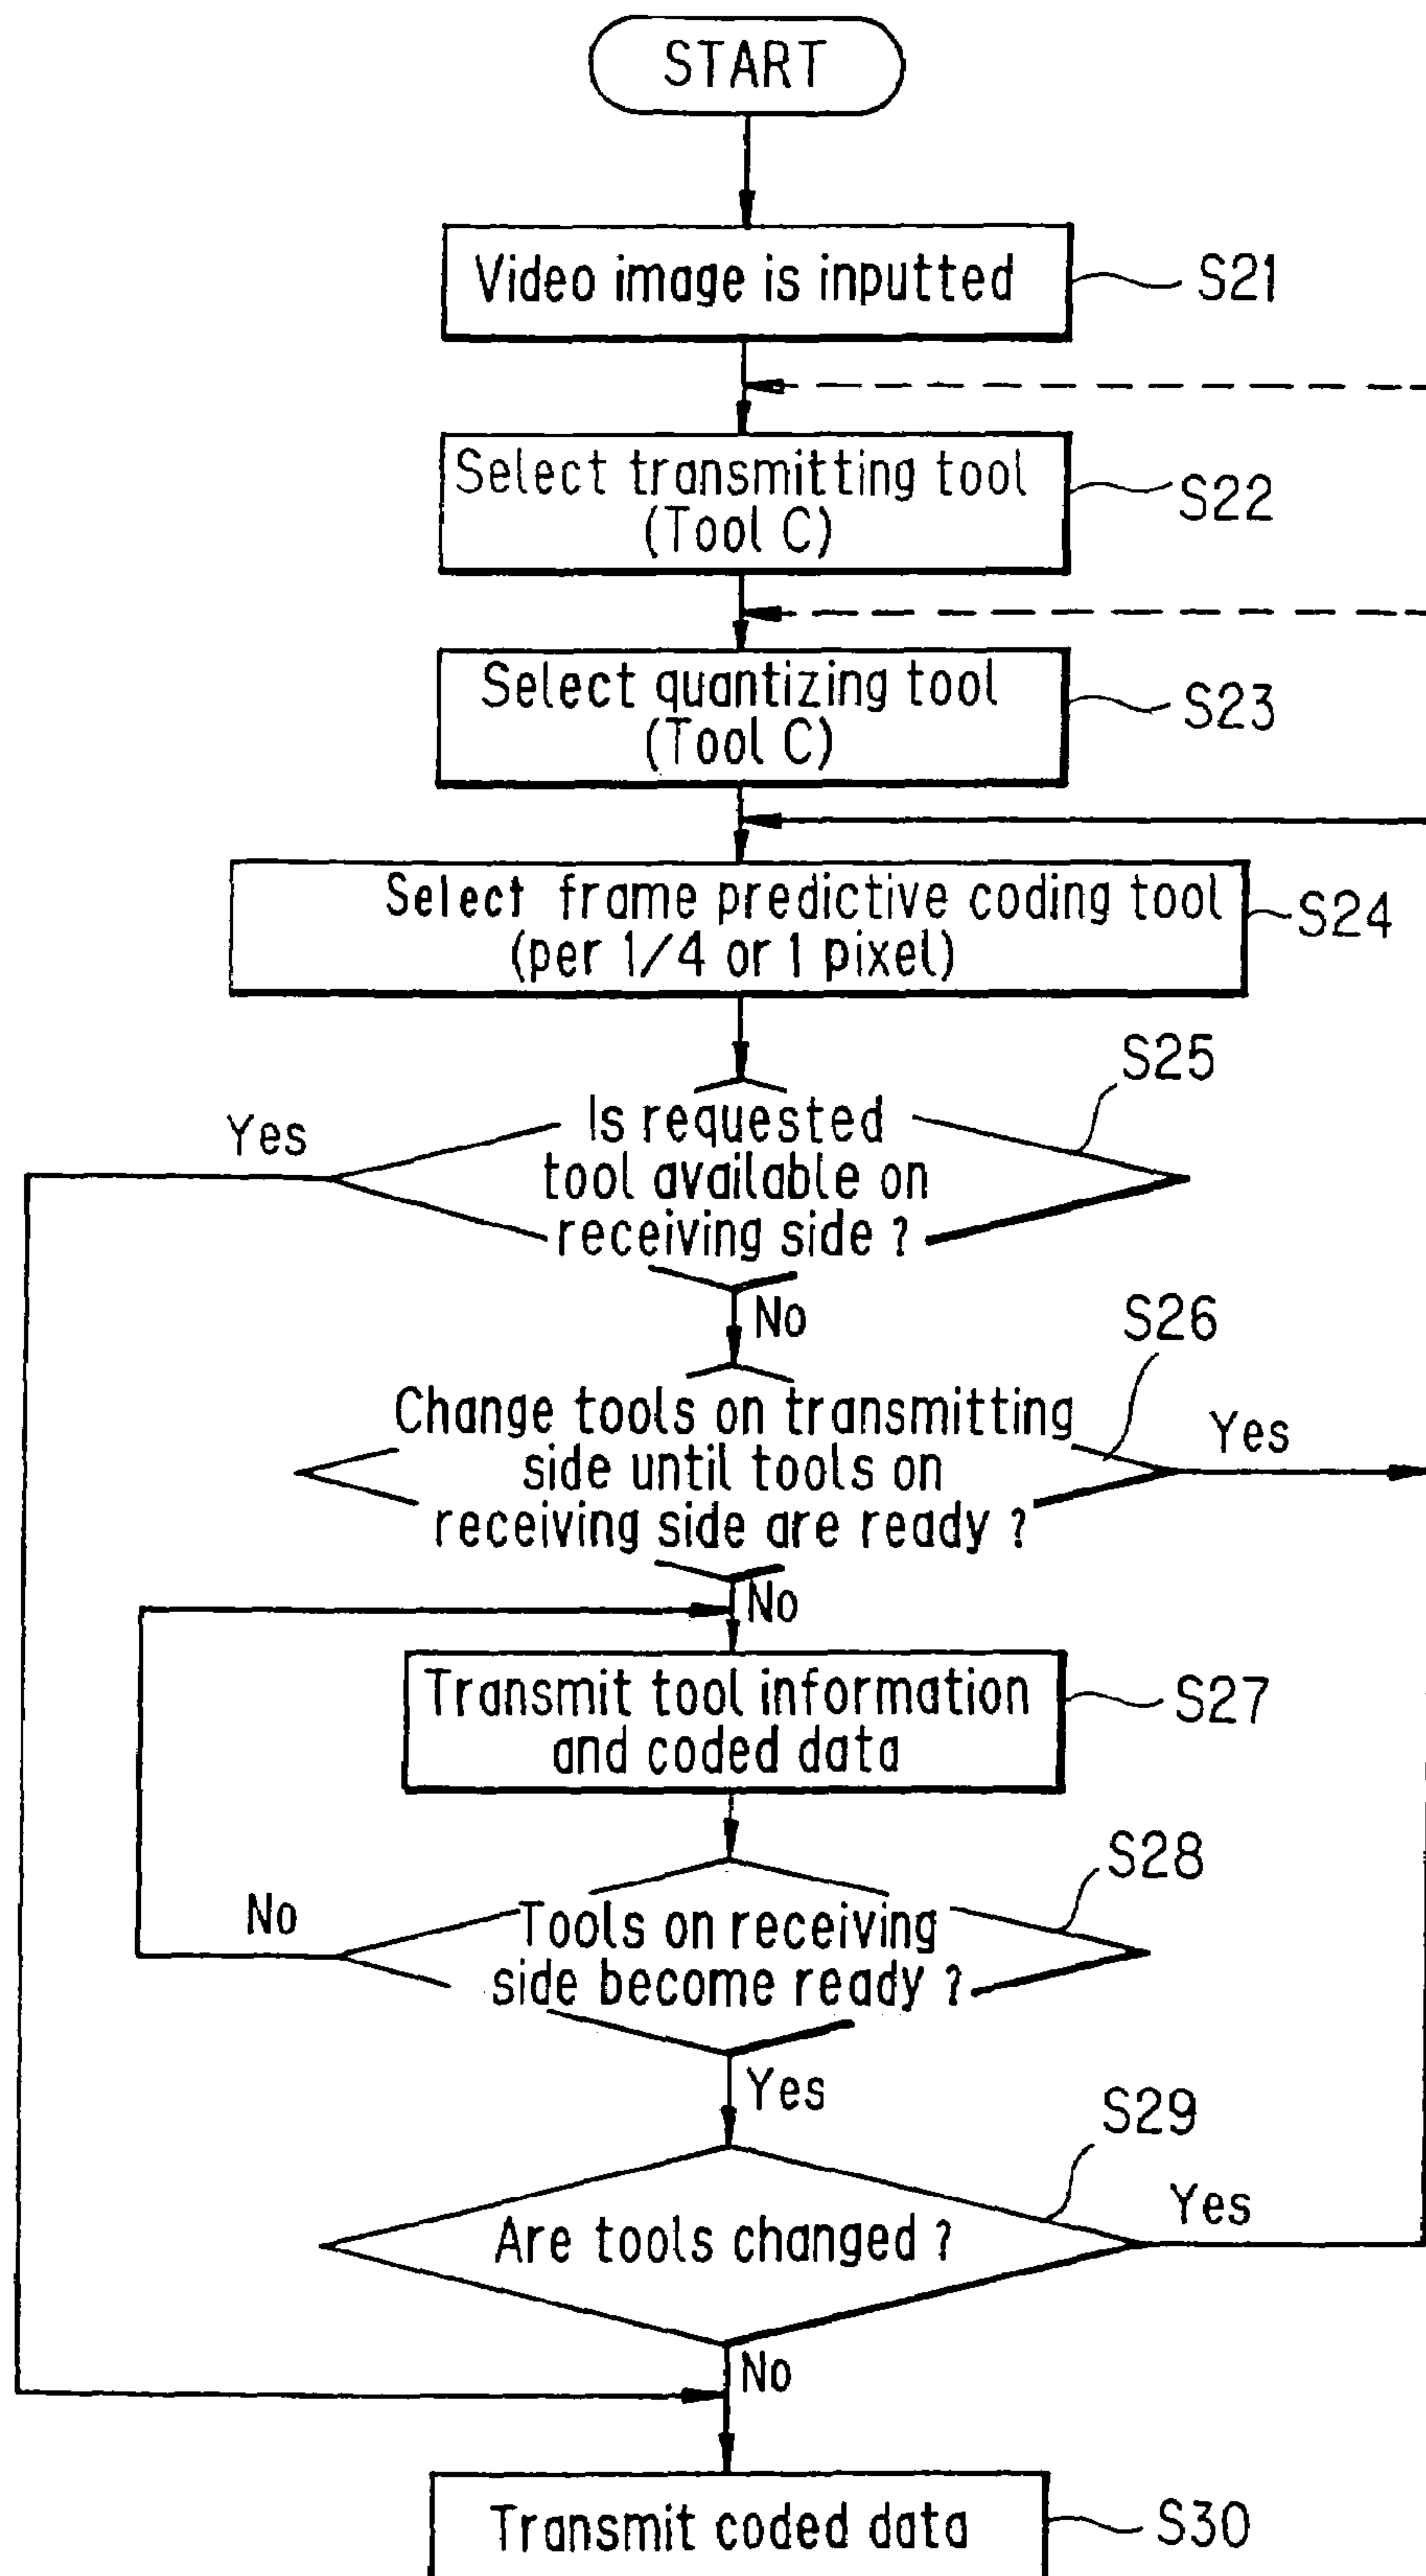 START
Video image is inputted
S21
Select transmitting tool
(Tool C)
S22
Select quantizing tool
(Tool C)
S23
Select frame predictive coding tool
(per 1/4 or 1 pixel)
S24
S25
Yes
Is requested
tool available on
receiving side ?
No
S26
Change tools on transmitting
side until tools on
receiving side are ready ?
Yes
No
Transmit tool information
and coded data
S27
S28
No
Tools on receiving
side become ready ?
Yes
S29
Are tools changed ?
Yes
No
Transmit coded data
S30